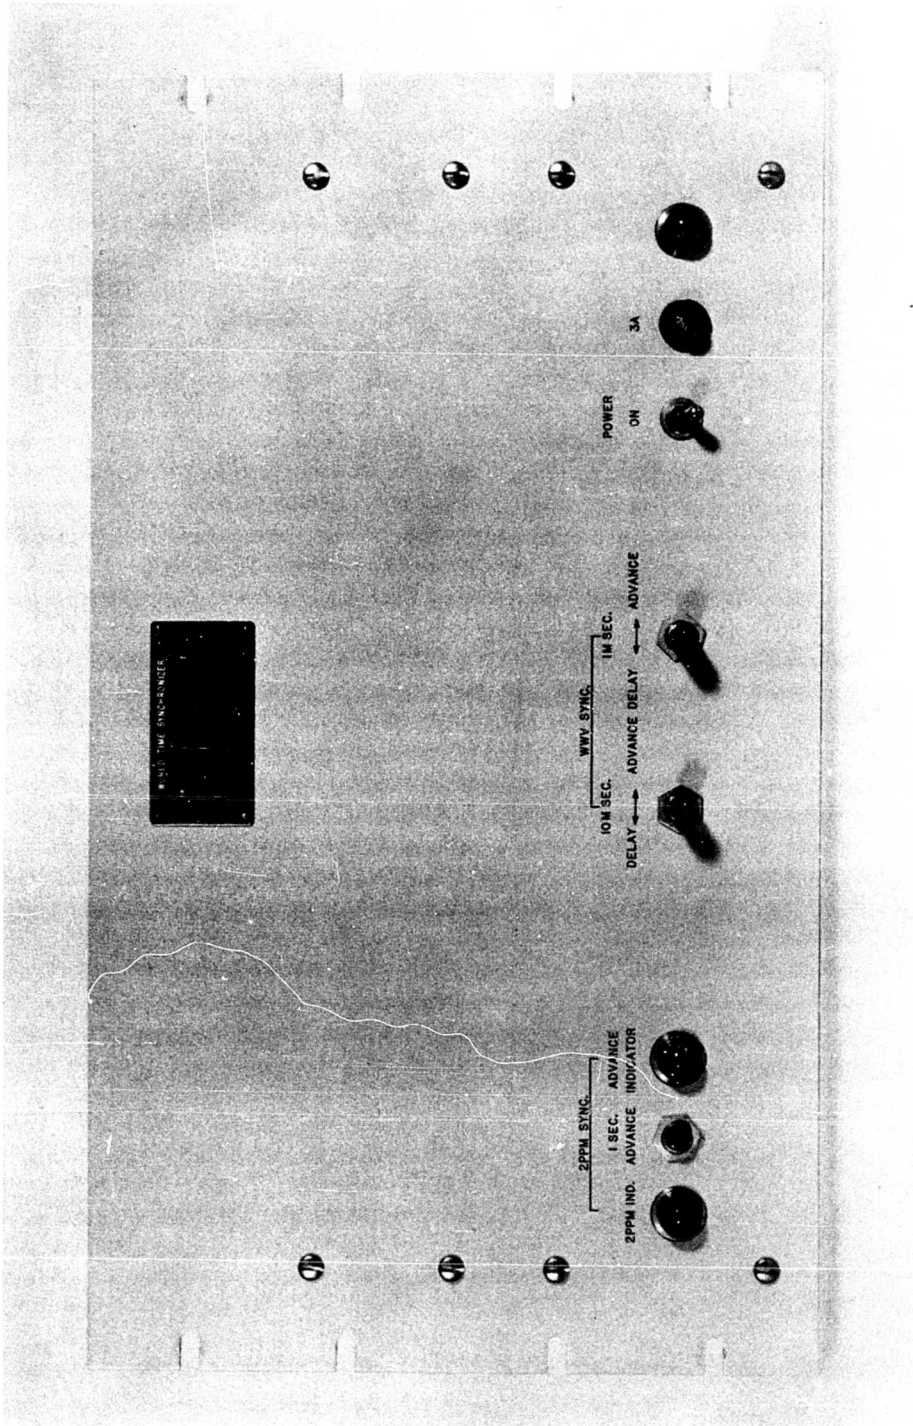 WORLD TIME SYNCHRONIZER
2PPM SYNC.
2PPM IND.
1 SEC.
ADVANCE
ADVANCE
INDICATOR
WWV SYNC.
10M SEC.
1M SEC.
DELAY ADVANCE
DELAY ADVANCE
POWER
ON
3A